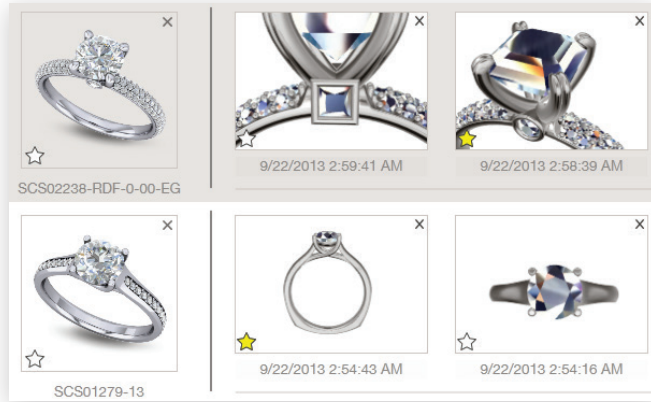 9/22/2013 2:59:41 AM
9/22/2013 2:58:39 AM
SCS02238-RDF-0-00-EG
9/22/2013 2:54:43 AM
9/22/2013 2:54:16 AM
SCS01279-13